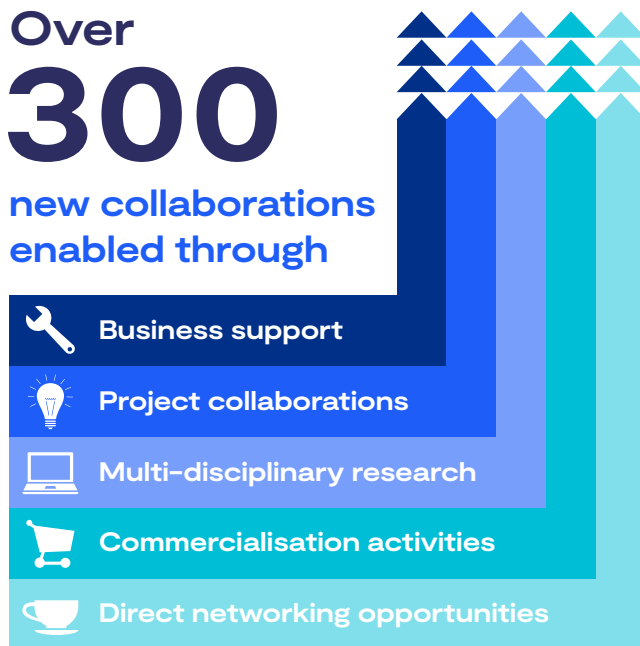 Over
300
new collaborations
enabled through
Business support
Project collaborations
Multi-disciplinary research
Commercialisation activities
Direct networking opportunities